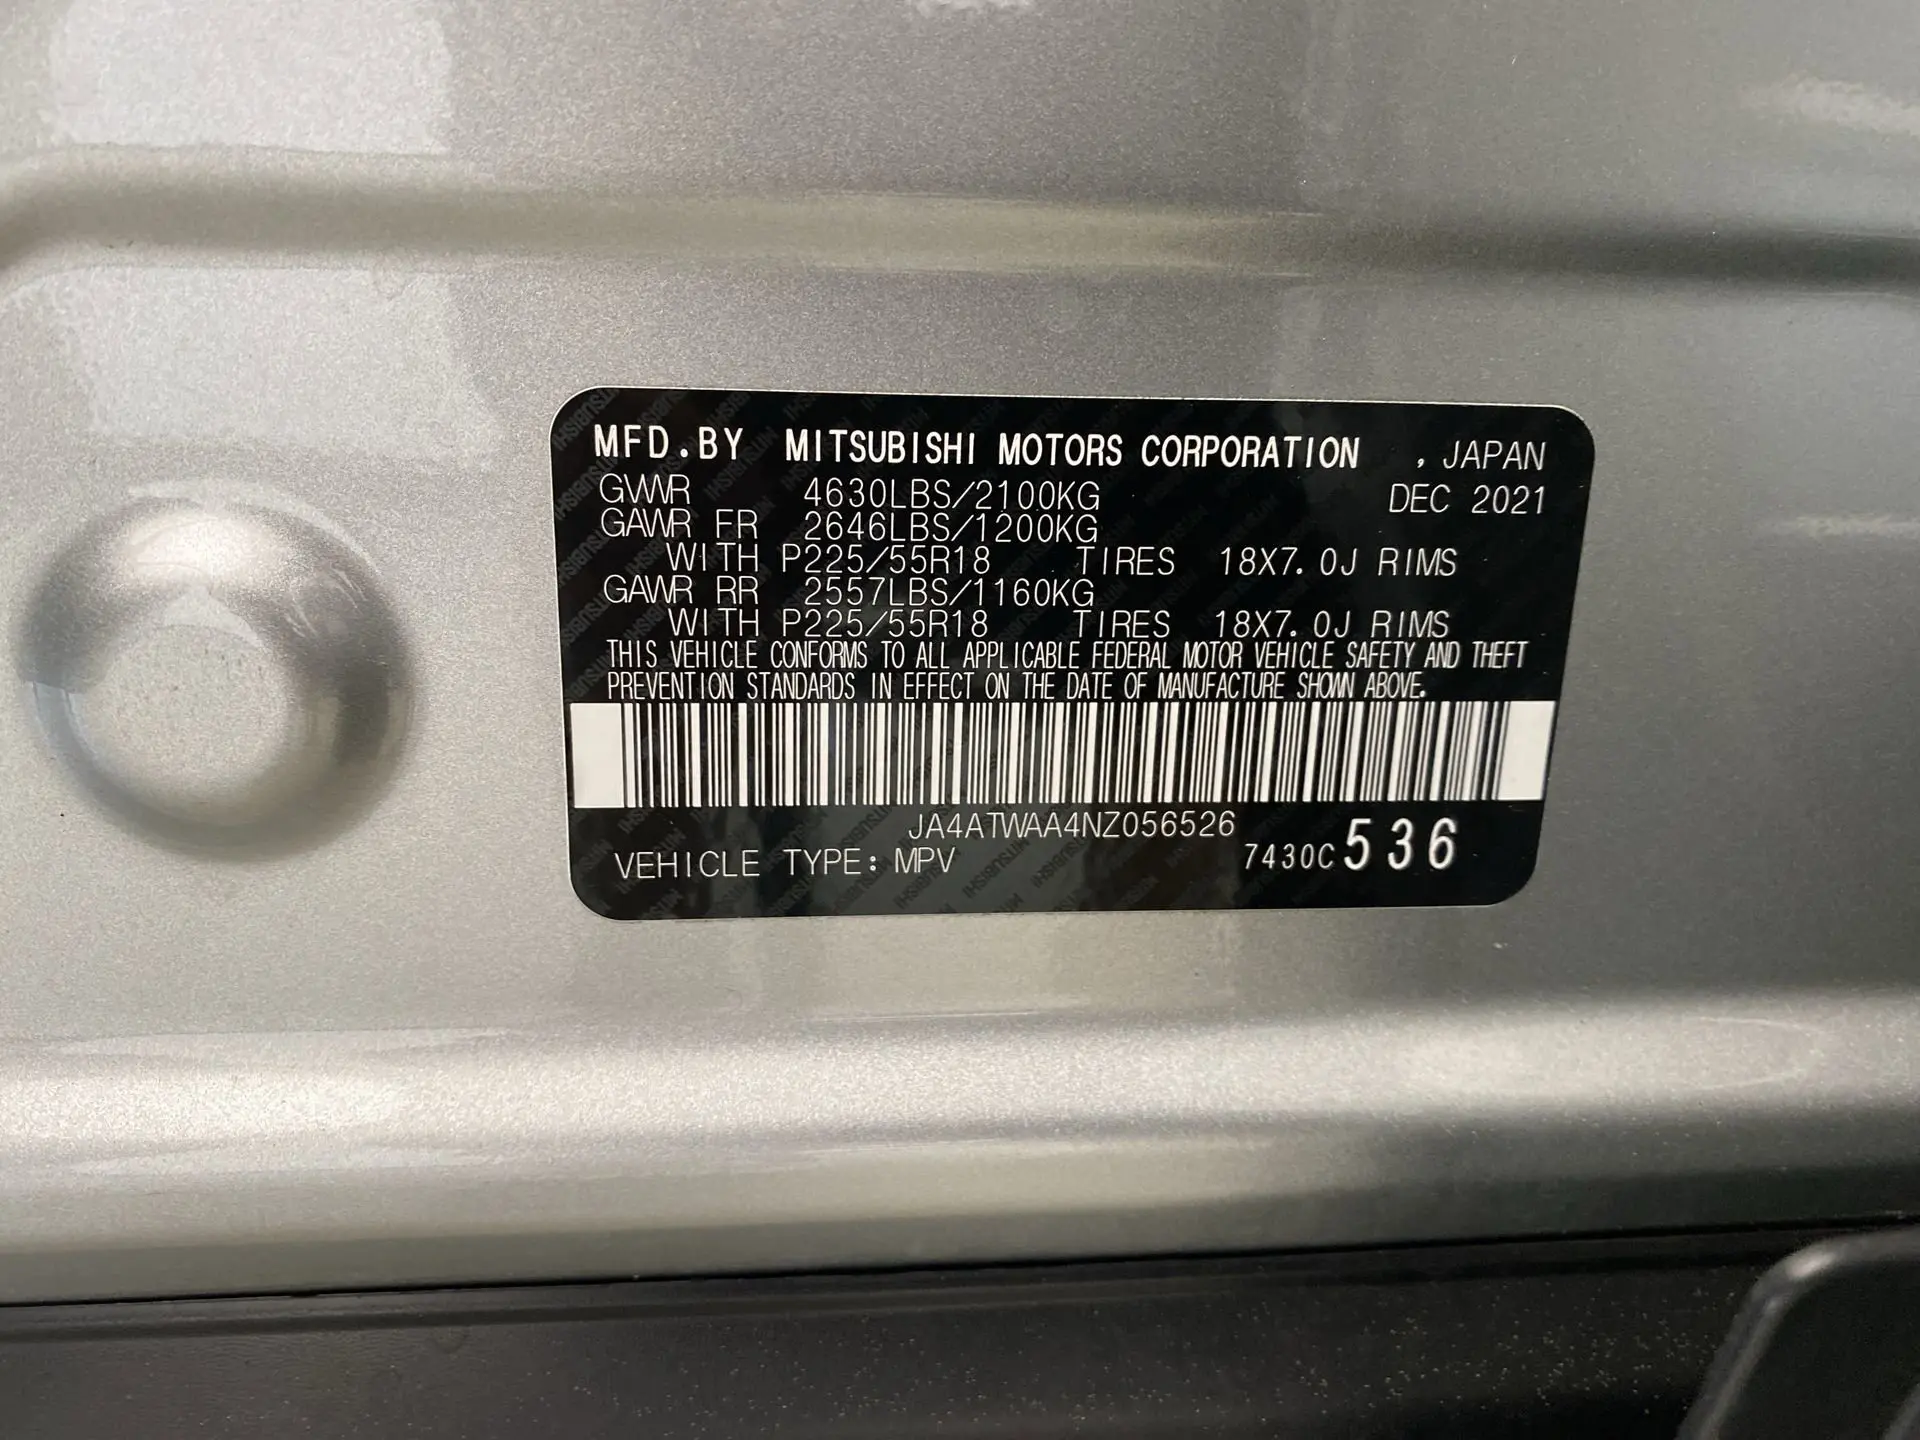 MFD.BY MITSUBISHI MOTORS CORPORATION , JAPAN
GVWR 4630LBS/2100KG DEC 2021
GAWR FR 2646LBS/1200KG
WITH P225/55R18 TIRES 18X7.0J RIMS
GAWR RR 2557LBS/1160KG
WITH P225/55R18 TIRES 18X7.0J RIMS
THIS VEHICLE CONFORMS TO ALL APPLICABLE FEDERAL MOTOR VEHICLE SAFETY AND THEFT
PREVENTION STANDARDS IN EFFECT ON THE DATE OF MANUFACTURE SHOWN ABOVE.
JA4ATWAA4NZ056526
VEHICLE TYPE: MPV 7430C 536